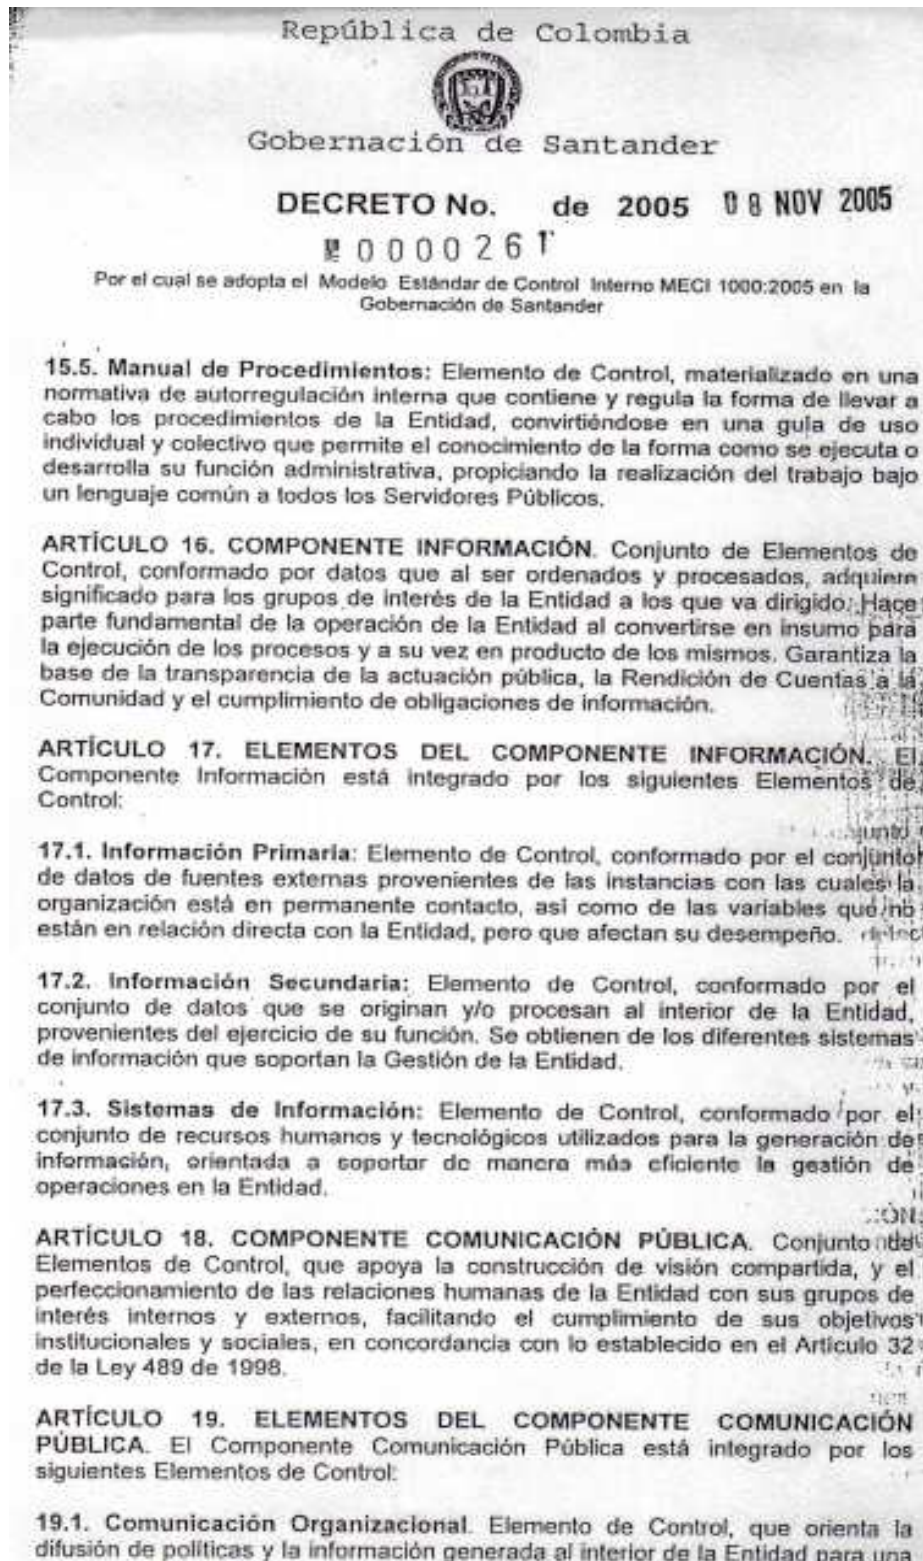 República de Colombia
Gobernación de Santander
DECRETO No. de 2005 08 NOV 2005
№ 0000261
Por el cual se adopta el Modelo Estándar de Control Interno MECI 1000:2005 en la
Gobernación de Santander
15.5. Manual de Procedimientos: Elemento de Control, materializado en una
normativa de autorregulación interna que contiene y regula la forma de llevar a
cabo los procedimientos de la Entidad, convirtiéndose en una guía de uso
individual y colectivo que permite el conocimiento de la forma como se ejecuta o
desarrolla su función administrativa, propiciando la realización del trabajo bajo
un lenguaje común a todos los Servidores Públicos.
ARTÍCULO 16. COMPONENTE INFORMACIÓN. Conjunto de Elementos de
Control, conformado por datos que al ser ordenados y procesados, adquiere
significado para los grupos de interés de la Entidad a los que va dirigido. Hace
parte fundamental de la operación de la Entidad al convertirse en insumo para
la ejecución de los procesos y a su vez en producto de los mismos. Garantiza la
base de la transparencia de la actuación pública, la Rendición de Cuentas a la
Comunidad y el cumplimiento de obligaciones de información.
ARTÍCULO 17. ELEMENTOS DEL COMPONENTE INFORMACIÓN. El
Componente Información está integrado por los siguientes Elementos de
Control:
17.1. Información Primaria: Elemento de Control, conformado por el conjunto
de datos de fuentes externas provenientes de las instancias con las cuales la
organización está en permanente contacto, así como de las variables que no
están en relación directa con la Entidad, pero que afectan su desempeño.
17.2. Información Secundaria: Elemento de Control, conformado por el
conjunto de datos que se originan y/o procesan al interior de la Entidad,
provenientes del ejercicio de su función. Se obtienen de los diferentes sistemas
de información que soportan la Gestión de la Entidad.
17.3. Sistemas de Información: Elemento de Control, conformado por el
conjunto de recursos humanos y tecnológicos utilizados para la generación de
información, orientada a soportar de manera más eficiente la gestión de
operaciones en la Entidad.
ARTÍCULO 18. COMPONENTE COMUNICACIÓN PÚBLICA. Conjunto de
Elementos de Control, que apoya la construcción de visión compartida, y el
perfeccionamiento de las relaciones humanas de la Entidad con sus grupos de
interés internos y externos, facilitando el cumplimiento de sus objetivos
institucionales y sociales, en concordancia con lo establecido en el Artículo 32
de la Ley 489 de 1998.
ARTÍCULO 19. ELEMENTOS DEL COMPONENTE COMUNICACIÓN
PÚBLICA. El Componente Comunicación Pública está integrado por los
siguientes Elementos de Control:
19.1. Comunicación Organizacional. Elemento de Control, que orienta la
difusión de políticas y la información generada al interior de la Entidad para una